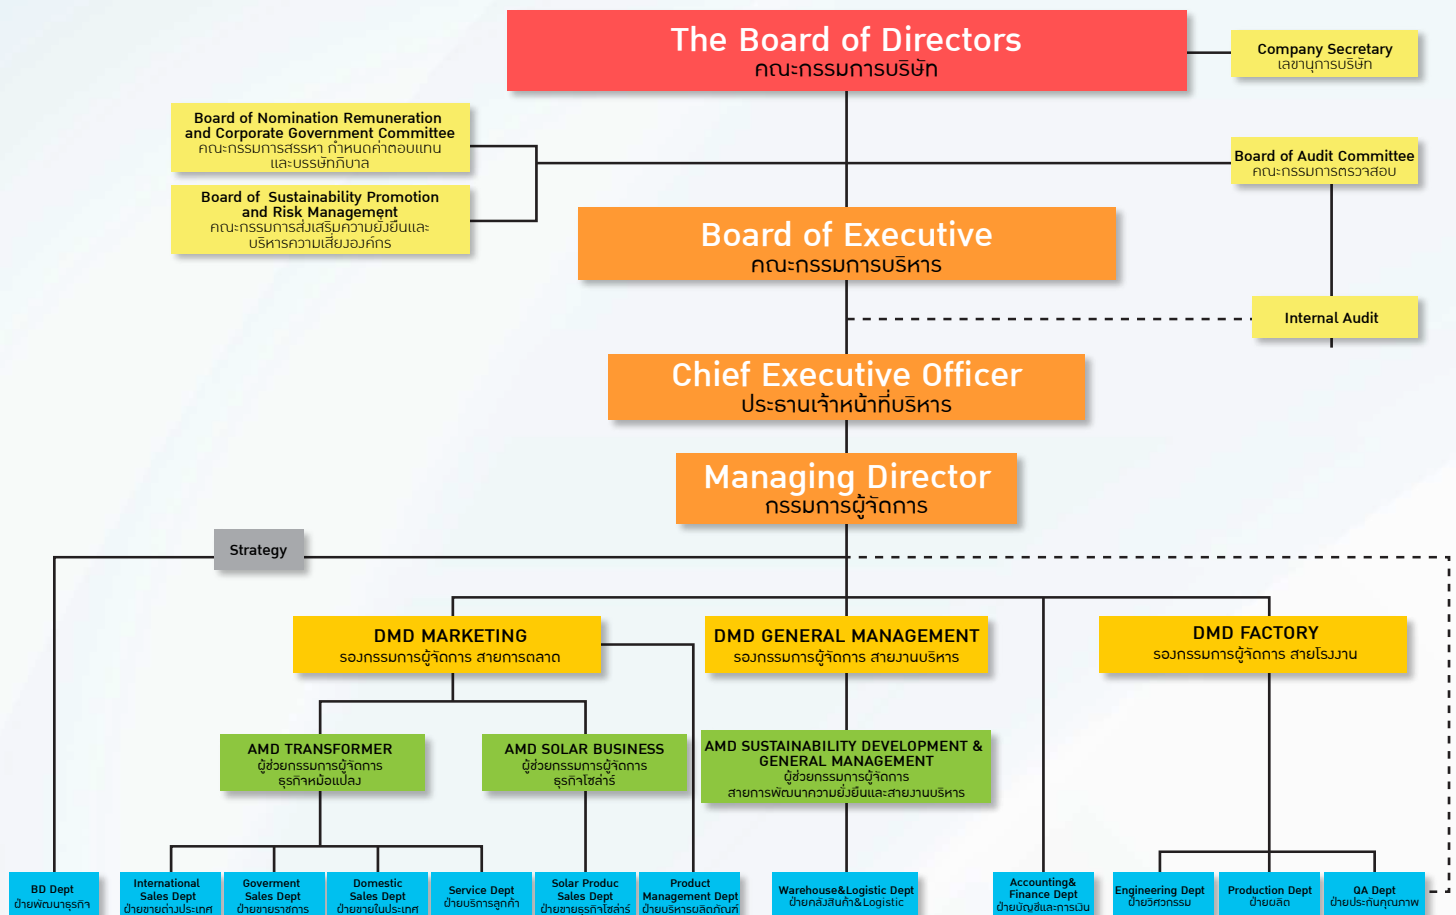 The Board of Directors
คณะกรรมการบริษัท
Company Secretary
เลขานุการบริษัท
Board of Nomination Remuneration
and Corporate Government Committee
คณะกรรมการสรรหา กำหนดค่าตอบแทน
และบรรษัทภิบาล
Board of Audit Committee
คณะกรรมการตรวจสอบ
Board of Sustainability Promotion
and Risk Management
คณะกรรมการส่งเสริมความยั่งยืนและ
บริหารความเสี่ยงองค์กร
Board of Executive
คณะกรรมการบริหาร
Internal Audit
Chief Executive Officer
ประธานเจ้าหน้าที่บริหาร
Managing Director
กรรมการผู้จัดการ
Strategy
DMD MARKETING
รองกรรมการผู้จัดการ สายการตลาด
DMD GENERAL MANAGEMENT
รองกรรมการผู้จัดการ สายงานบริหาร
DMD FACTORY
รองกรรมการผู้จัดการ สายโรงงาน
AMD TRANSFORMER
ผู้ช่วยกรรมการผู้จัดการ
ธุรกิจหม้อแปลง
AMD SOLAR BUSINESS
ผู้ช่วยกรรมการผู้จัดการ
ธุรกิจโซล่าร์
AMD SUSTAINABILITY DEVELOPMENT &
GENERAL MANAGEMENT
ผู้ช่วยกรรมการผู้จัดการ
สายการพัฒนาความยั่งยืนและสายงานบริหาร
BD Dept
ฝ่ายพัฒนาธุรกิจ
International
Sales Dept
ฝ่ายขายต่างประเทศ
Goverment
Sales Dept
ฝ่ายขายราชการ
Domestic
Sales Dept
ฝ่ายขายในประเทศ
Service Dept
ฝ่ายบริการลูกค้า
Solar Produc
Sales Dept
ฝ่ายขายธุรกิจโซล่าร์
Product
Management Dept
ฝ่ายบริหารผลิตภัณฑ์
Warehouse&Logistic Dept
ฝ่ายคลังสินค้า&Logistic
Accounting&
Finance Dept
ฝ่ายบัญชีและการเงิน
Engineering Dept
ฝ่ายวิศวกรรม
Production Dept
ฝ่ายผลิต
QA Dept
ฝ่ายประกันคุณภาพ